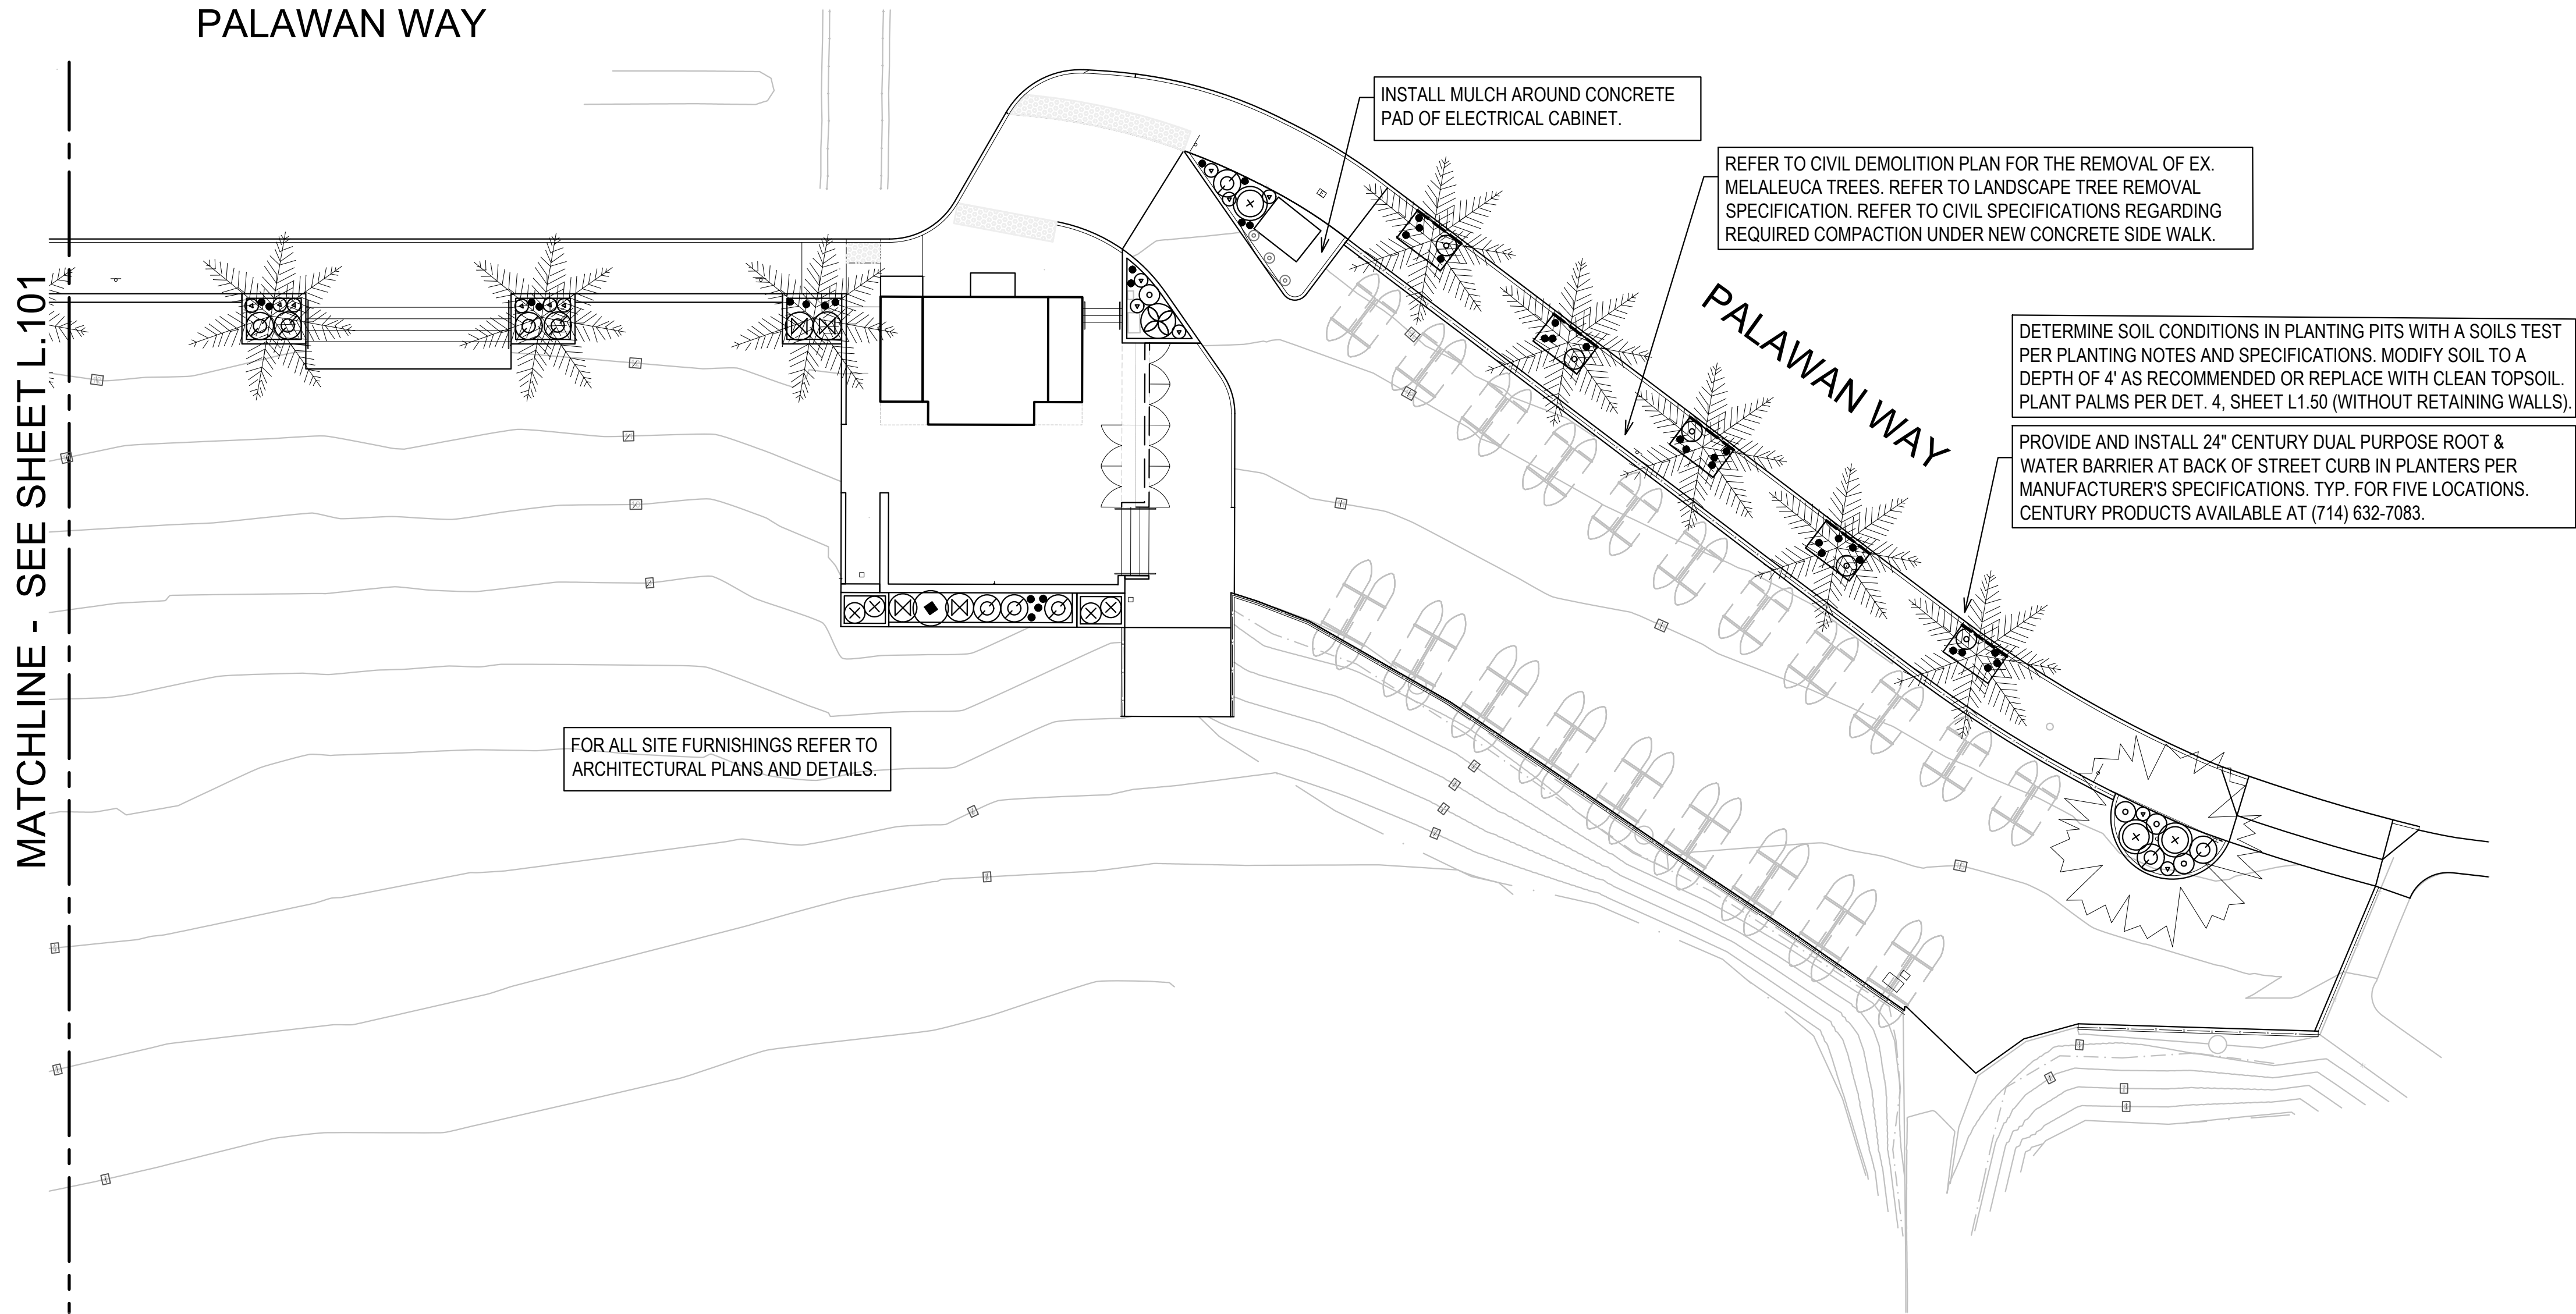 PALAWAN WAY
MATCHLINE - SEE SHEET L.101
INSTALL MULCH AROUND CONCRETE
PAD OF ELECTRICAL CABINET.
REFER TO CIVIL DEMOLITION PLAN FOR THE REMOVAL OF EX.
MELALEUCA TREES. REFER TO LANDSCAPE TREE REMOVAL
SPECIFICATION. REFER TO CIVIL SPECIFICATIONS REGARDING
REQUIRED COMPACTION UNDER NEW CONCRETE SIDE WALK.
PALAWAN WAY
DETERMINE SOIL CONDITIONS IN PLANTING PITS WITH A SOILS TEST
PER PLANTING NOTES AND SPECIFICATIONS. MODIFY SOIL TO A
DEPTH OF 4' AS RECOMMENDED OR REPLACE WITH CLEAN TOPSOIL.
PLANT PALMS PER DET. 4, SHEET L1.50 (WITHOUT RETAINING WALLS).
PROVIDE AND INSTALL 24" CENTURY DUAL PURPOSE ROOT &
WATER BARRIER AT BACK OF STREET CURB IN PLANTERS PER
MANUFACTURER'S SPECIFICATIONS. TYP. FOR FIVE LOCATIONS.
CENTURY PRODUCTS AVAILABLE AT (714) 632-7083.
FOR ALL SITE FURNISHINGS REFER TO
ARCHITECTURAL PLANS AND DETAILS.